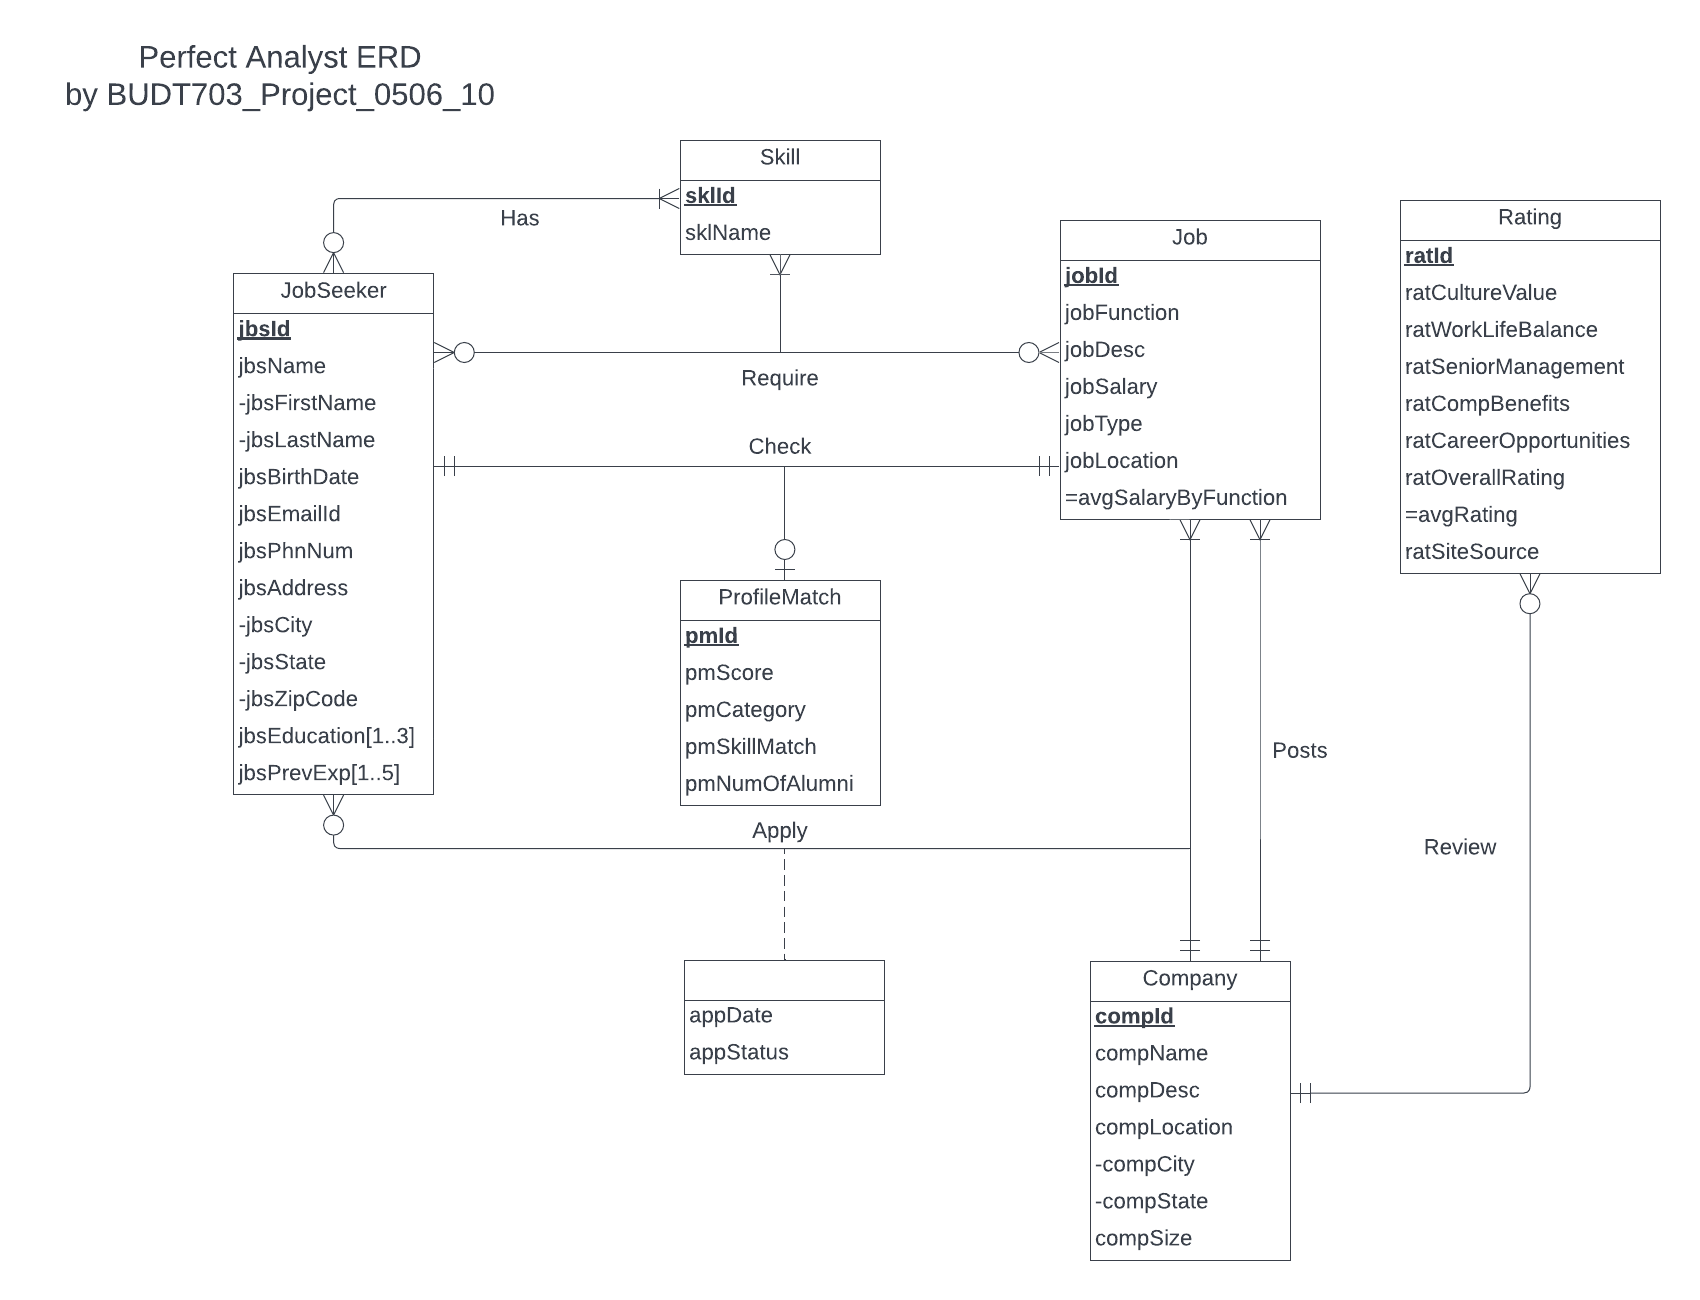 Perfect Analyst ERD
by BUDT703_Project_0506_10
Skill
sklId
sklName
Has
JobSeeker
jbsId
jbsName
-jbsFirstName
-jbsLastName
jbsBirthDate
jbsEmailId
jbsPhnNum
jbsAddress
-jbsCity
-jbsState
-jbsZipCode
jbsEducation[1..3]
jbsPrevExp[1..5]
Require
Check
Job
jobId
jobFunction
jobDesc
jobSalary
jobType
jobLocation
=avgSalaryByFunction
Rating
ratId
ratCultureValue
ratWorkLifeBalance
ratSeniorManagement
ratCompBenefits
ratCareerOpportunities
ratOverallRating
=avgRating
ratSiteSource
ProfileMatch
pmId
pmScore
pmCategory
pmSkillMatch
pmNumOfAlumni
Apply
Posts
Review
appDate
appStatus
Company
compId
compName
compDesc
compLocation
-compCity
-compState
compSize